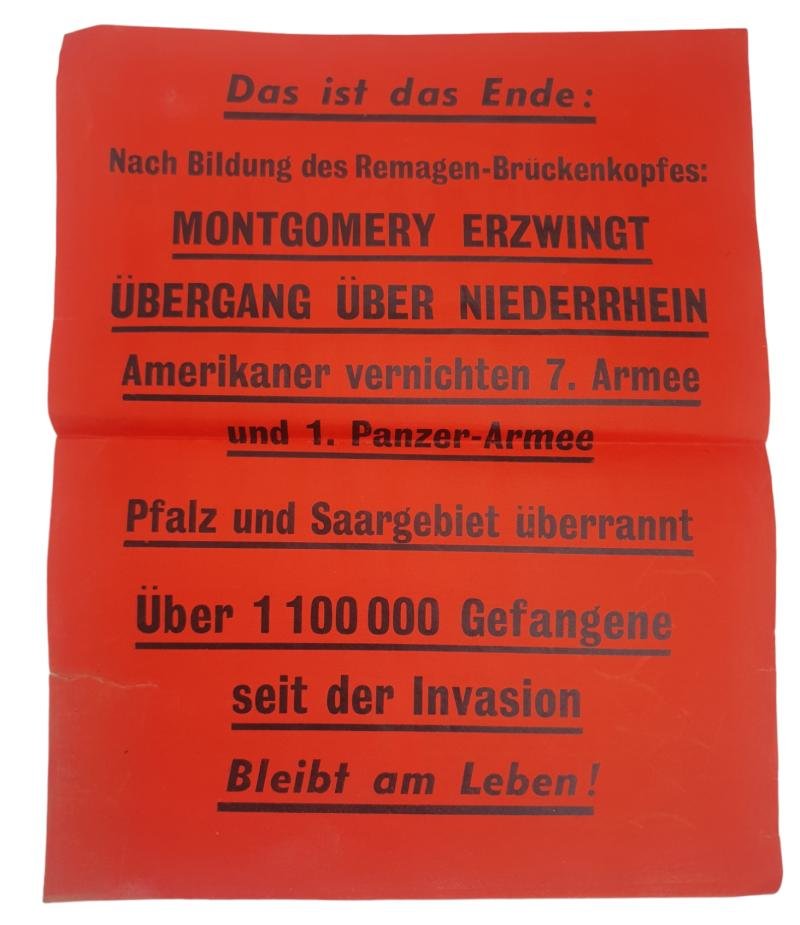 Das ist das Ende:
Nach Bildung des Remagen-Brückenkopfes:
MONTGOMERY ERZWINGT
ÜBERGANG ÜBER NIEDERRHEIN
Amerikaner vernichten 7. Armee
und 1. Panzer-Armee
Pfalz und Saargebiet überrannt
Über 1 100 000 Gefangene
seit der Invasion
Bleibt am Leben!